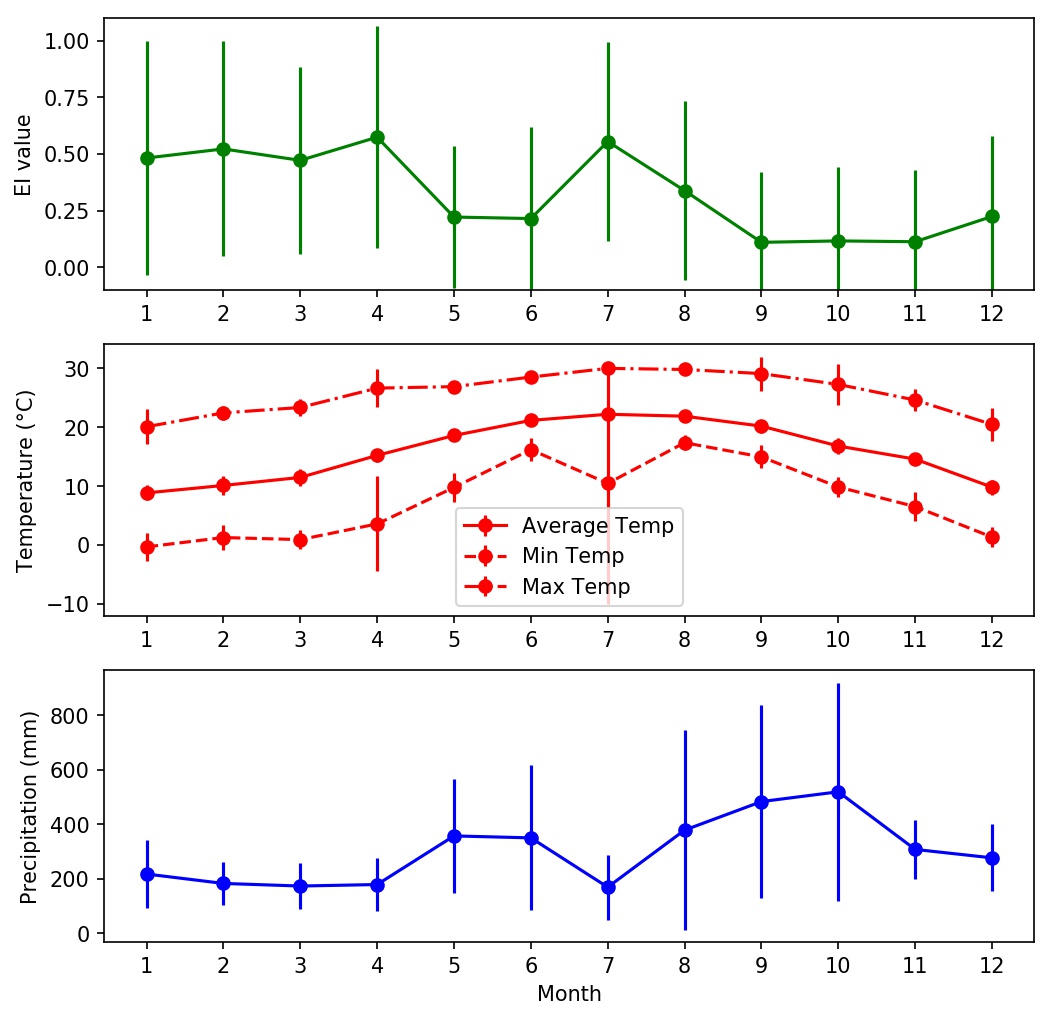 EI value
1.00
0.75
0.50
0.25
0.00
1 2 3 4 5 6 7 8 9 10 11 12
Temperature (°C)
30
20
10
0
−10
Average Temp
Min Temp
Max Temp
1 2 3 4 5 6 7 8 9 10 11 12
Precipitation (mm)
800
600
400
200
0
1 2 3 4 5 6 7 8 9 10 11 12
Month